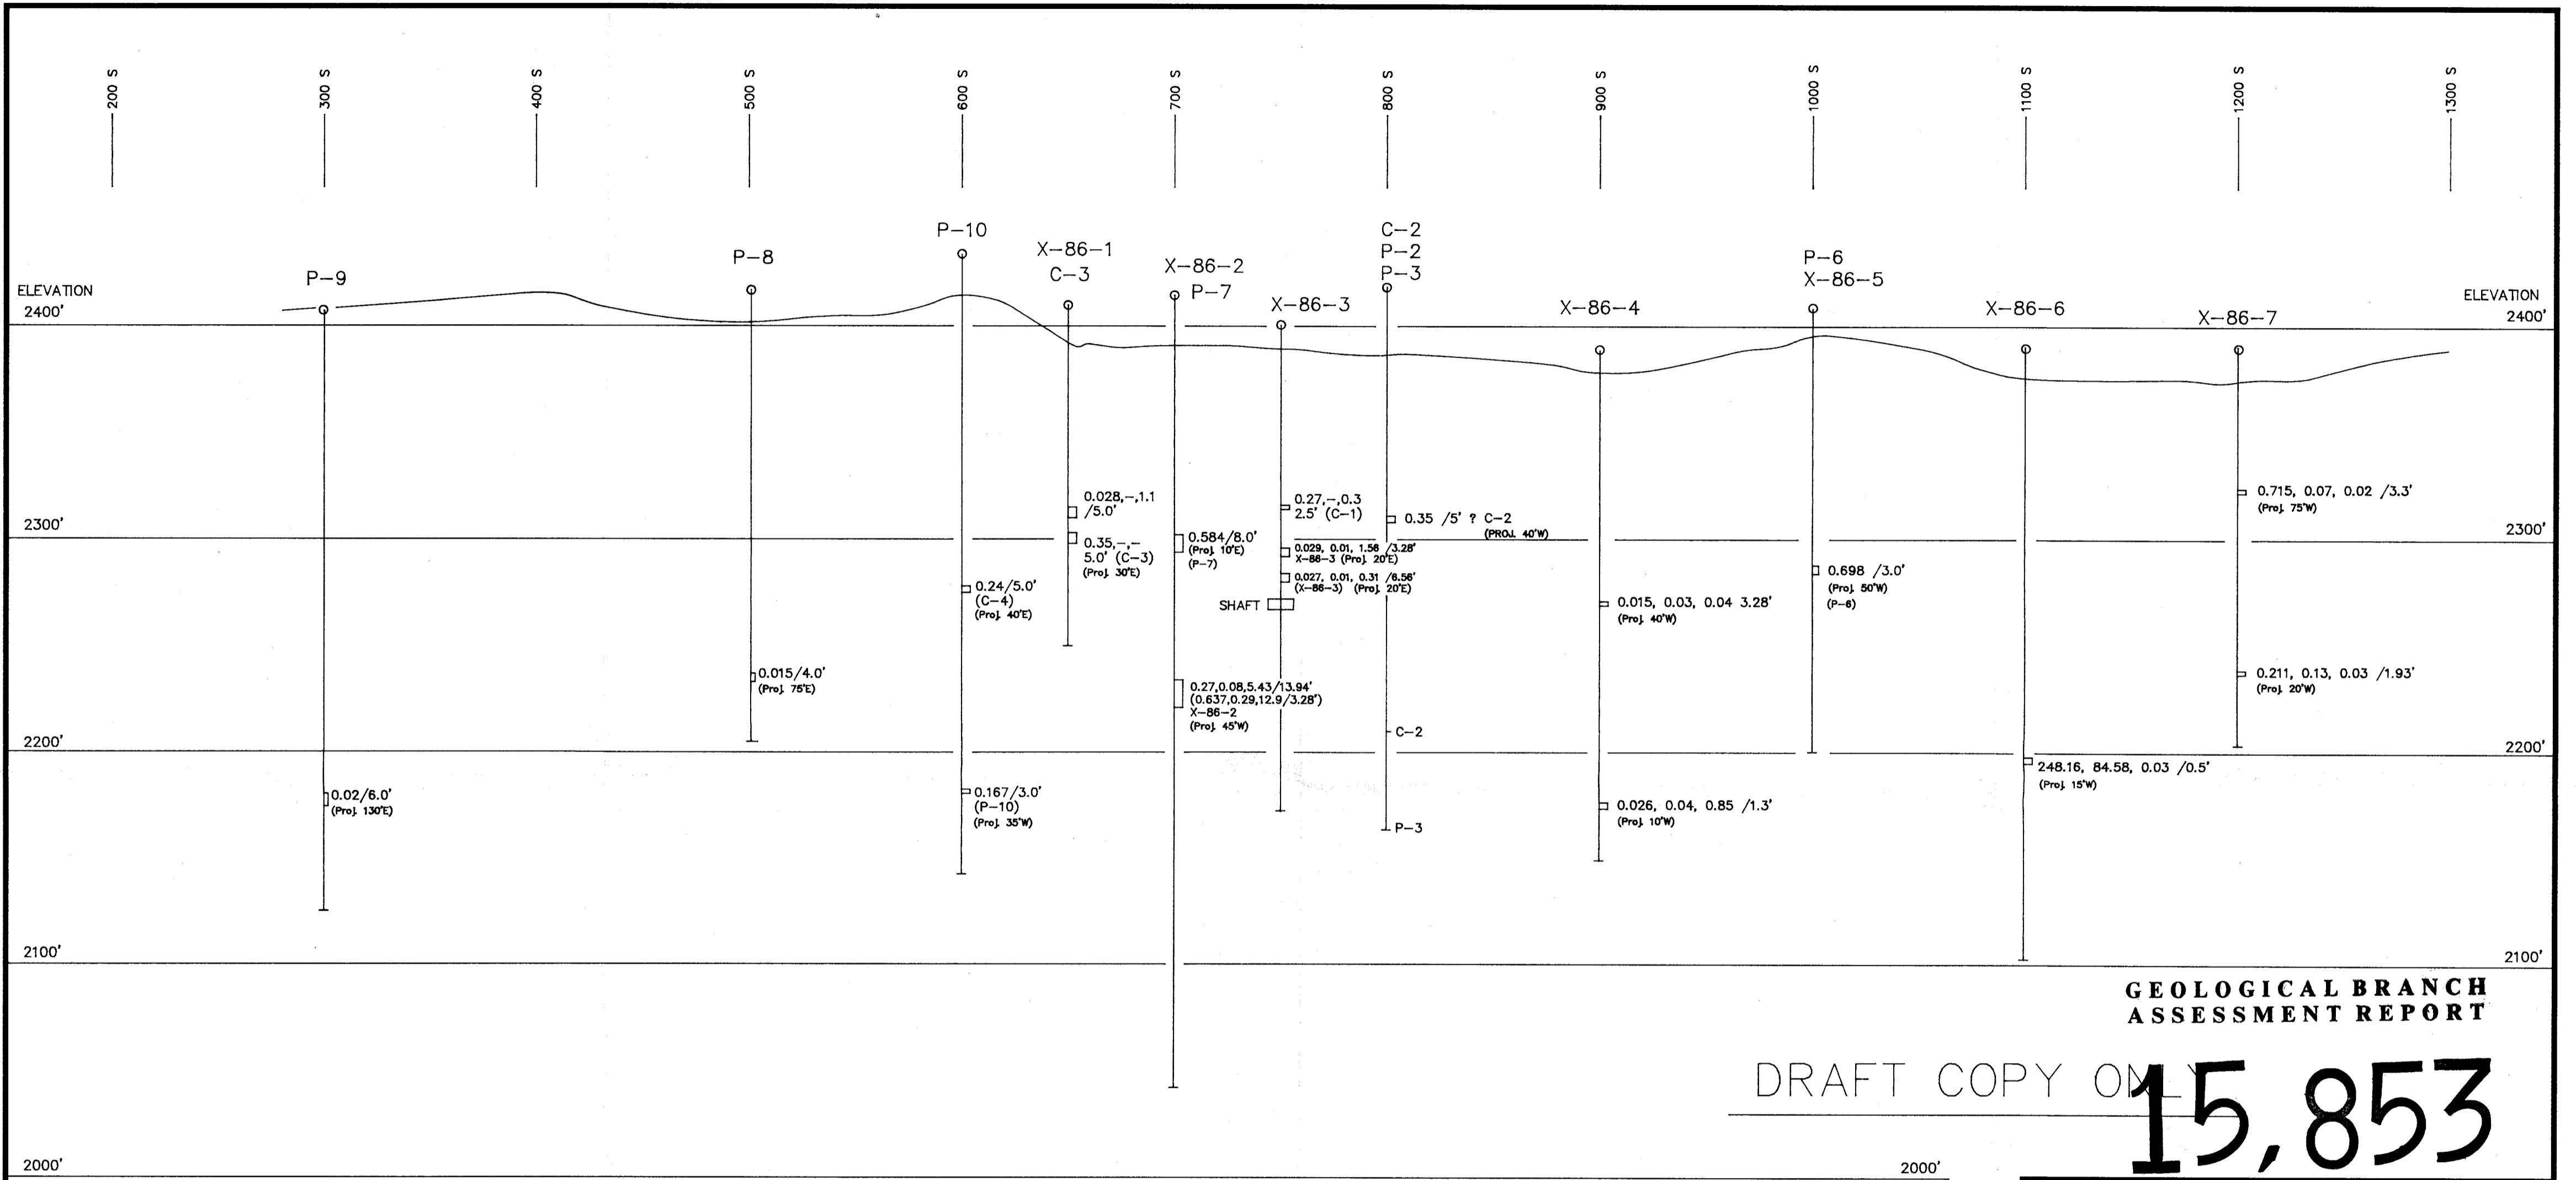 200 S
300 S
400 S
500 S
600 S
700 S
800 S
900 S
1000 S
1100 S
1200 S
1300 S
P-9
P-8
P-10
X-86-1
C-3
X-86-2
P-7
X-86-3
C-2
P-2
P-3
X-86-4
P-6
X-86-5
X-86-6
X-86-7
ELEVATION
2400'
ELEVATION
2400'
0.028,-,1.1
/5.0'
0.35,-,-
5.0' (C-3)
(Proj. 30'E)
0.584/8.0'
(Proj. 10'E)
(P-7)
0.27,-,0.3
2.5' (C-1)
0.029, 0.01, 1.56 /3.28'
X-86-3 (Proj. 20'E)
0.027, 0.01, 0.31 /6.56'
(X-86-3) (Proj. 20'E)
SHAFT
0.35 /5' ? C-2
(PROJ. 40'W)
0.715, 0.07, 0.02 /3.3'
(Proj. 75'W)
2300'
2300'
0.24/5.0'
(C-4)
(Proj. 40'E)
0.698 /3.0'
(Proj. 50'W)
(P-6)
0.015, 0.03, 0.04 3.28'
(Proj. 40'W)
0.015/4.0'
(Proj. 75'E)
0.27,0.08,5.43/13.94'
(0.637,0.29,12.9/3.28')
X-86-2
(Proj. 45'W)
0.211, 0.13, 0.03 /1.93'
(Proj. 20'W)
C-2
2200'
2200'
0.02/6.0'
(Proj. 130'E)
0.167/3.0'
(P-10)
(Proj. 35'W)
P-3
0.026, 0.04, 0.85 /1.3'
(Proj. 10'W)
248.16, 84.58, 0.03 /0.5'
(Proj. 15'W)
2100'
2100'
GEOLOGICAL BRANCH
ASSESSMENT REPORT
DRAFT COPY ONLY
15,853
2000'
2000'